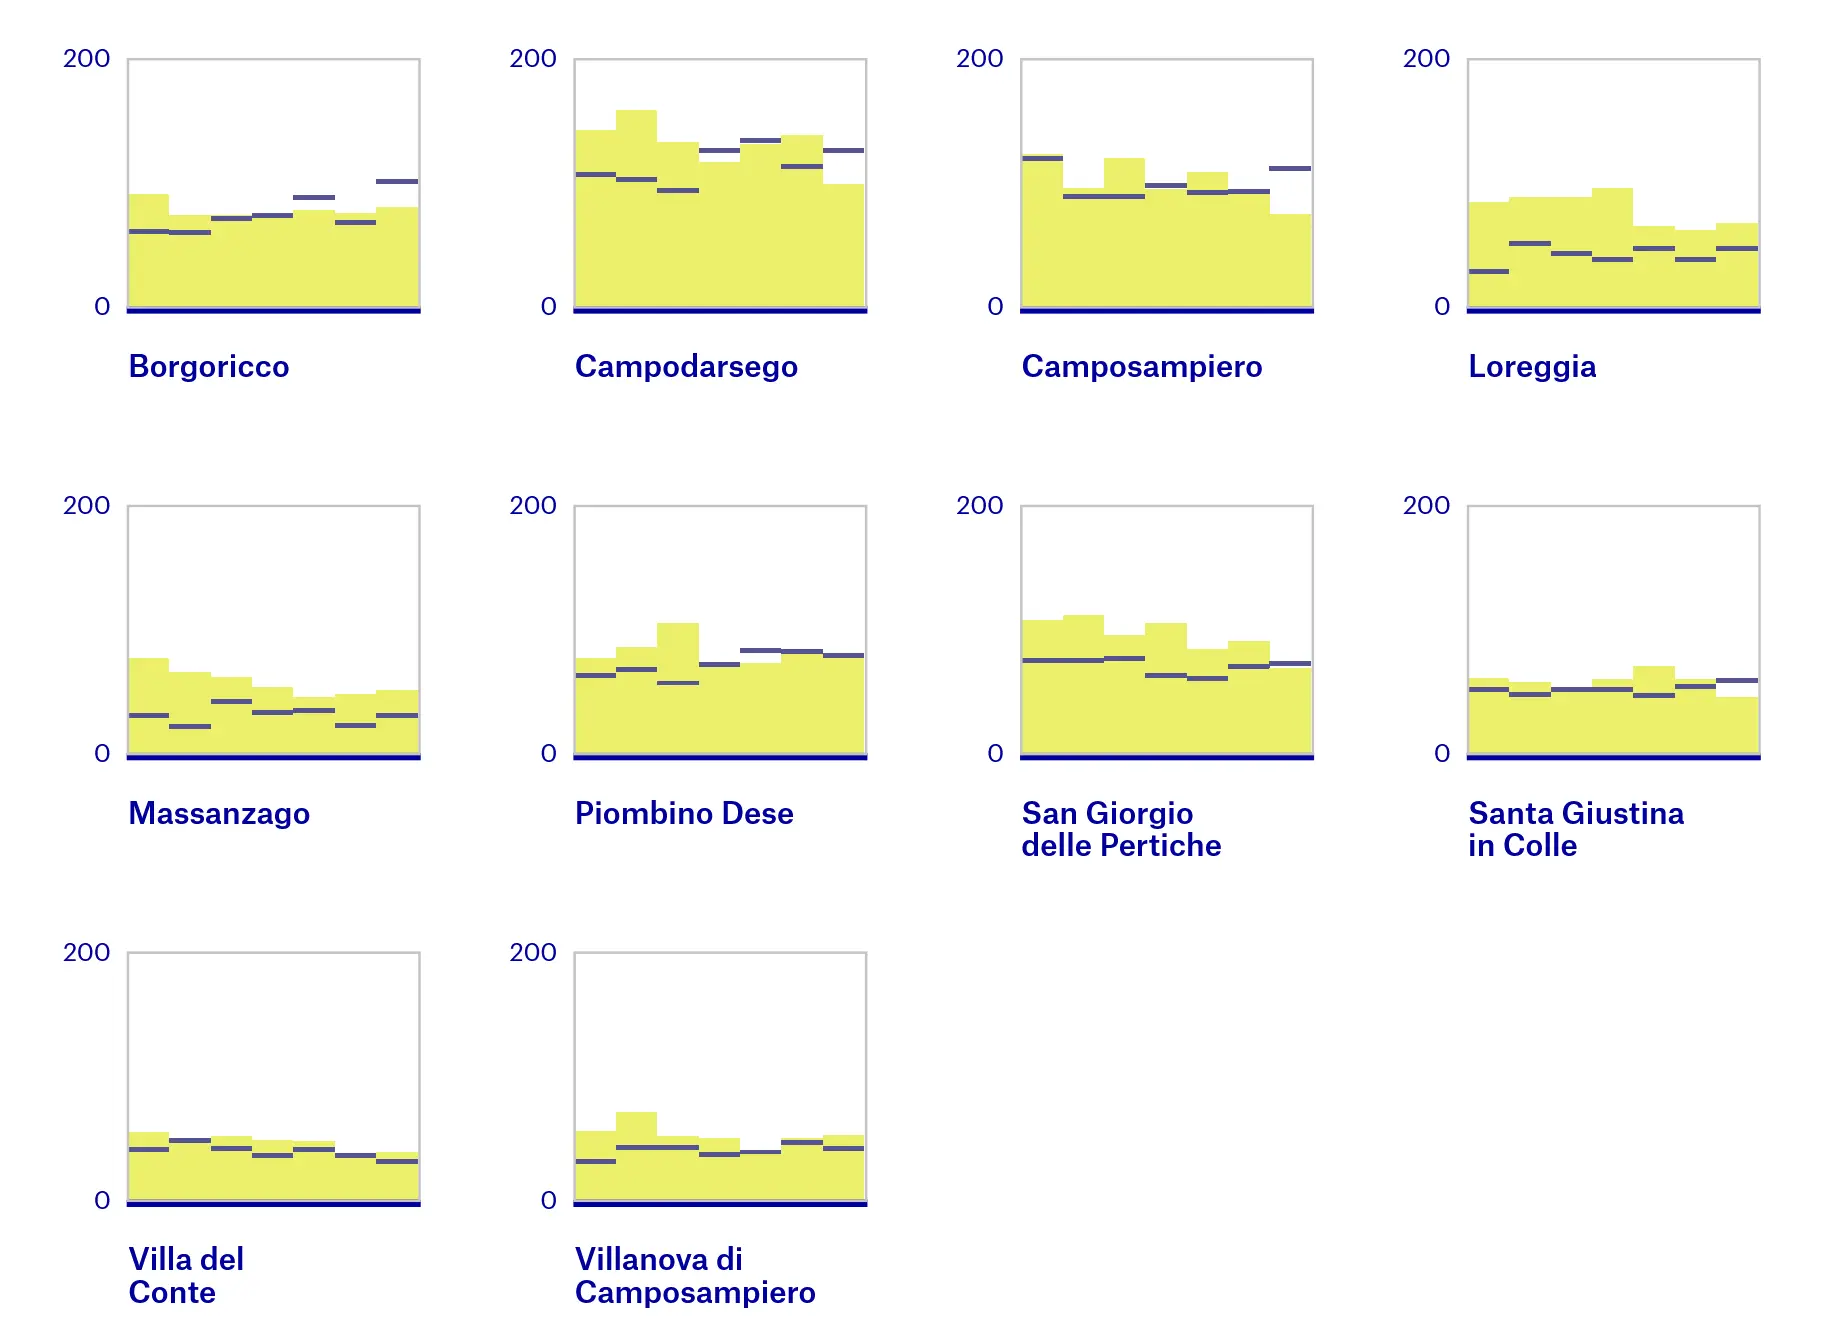 200 200 200 200
0 0 0 0
Borgoricco Campodarsego Camposampiero Loreggia
200 200 200 200
0 0 0 0
Massanzago Piombino Dese San Giorgio Santa Giustina
delle Pertiche in Colle
200 200
0 0
Villa del Villanova di
Conte Camposampiero